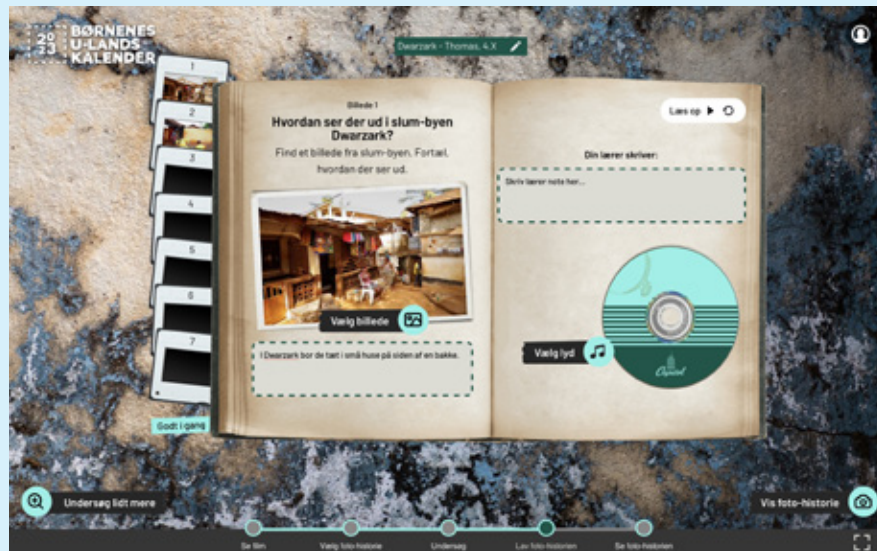 2023
BØRNENES
U-LANDS
KALENDER
Dwarzark - Thomas, 4.X
1
2
3
4
5
6
7
Godt i gang
Billede 1
Hvordan ser der ud i slum-byen
Dwarzark?
Find et billede fra slum-byen. Fortæl,
hvordan der ser ud.
Vælg billede
I Dwarzark bor de tæt i små huse på siden af en bakke.
Læs op
Din lærer skriver:
Skriv lærer note her...
Vælg lyd
Capitol
Undersøg lidt mere
Vis foto-historie
Se film
Vælg foto-historie
Undersøg
Lav foto-historien
Se foto-historien